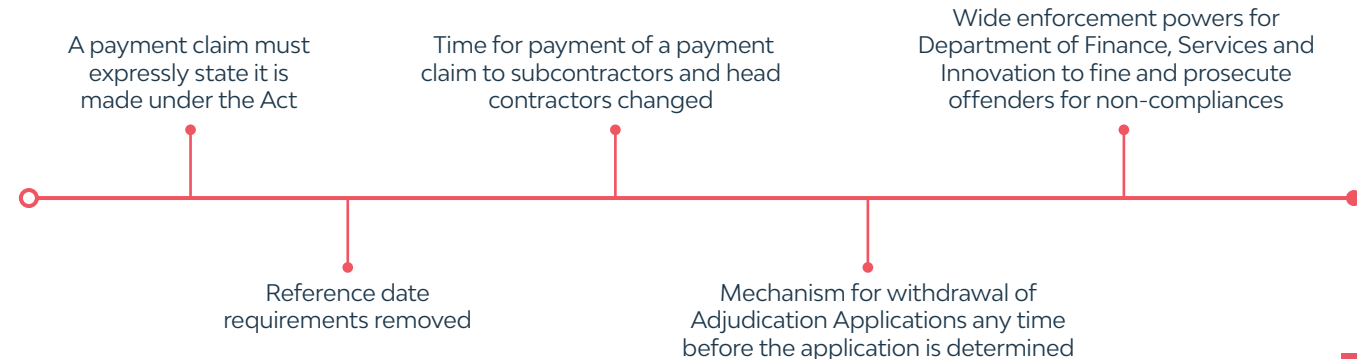 A payment claim must
expressly state it is
made under the Act
Reference date
requirements removed
Time for payment of a payment
claim to subcontractors and head
contractors changed
Mechanism for withdrawal of
Adjudication Applications any time
before the application is determined
Wide enforcement powers for
Department of Finance, Services and
Innovation to fine and prosecute
offenders for non-compliances